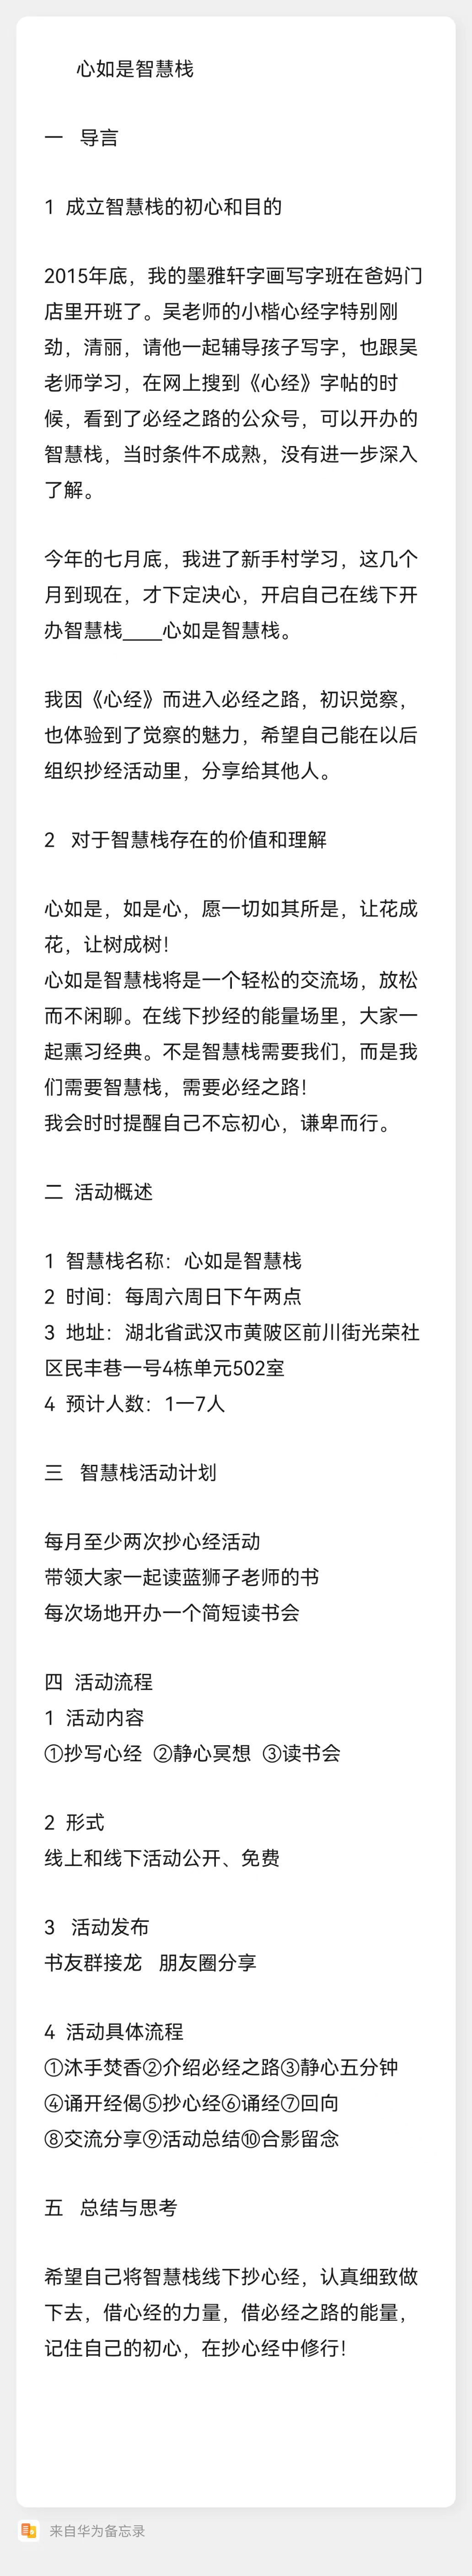 心如是智慧栈
一 导言
1 成立智慧栈的初心和目的
2015年底，我的墨雅轩字画写字班在爸妈门
店里开班了。吴老师的小楷心经字特别刚
劲，清丽，请他一起辅导孩子写字，也跟吴
老师学习，在网上搜到《心经》字帖的时
候，看到了必经之路的公众号，可以开办的
智慧栈，当时条件不成熟，没有进一步深入
了解。
今年的七月底，我进了新手村学习，这几个
月到现在，才下定决心，开启自己在线下开
办智慧栈____心如是智慧栈。
我因《心经》而进入必经之路，初识觉察，
也体验到了觉察的魅力，希望自己能在以后
组织抄经活动里，分享给其他人。
2 对于智慧栈存在的价值和理解
心如是，如是心，愿一切如其所是，让花成
花，让树成树！
心如是智慧栈将是一个轻松的交流场，放松
而不闲聊。在线下抄经的能量场里，大家一
起熏习经典。不是智慧栈需要我们，而是我
们需要智慧栈，需要必经之路！
我会时时提醒自己不忘初心，谦卑而行。
二 活动概述
1 智慧栈名称：心如是智慧栈
2 时间：每周六周日下午两点
3 地址：湖北省武汉市黄陂区前川街光荣社
区民丰巷一号4栋单元502室
4 预计人数：1一7人
三 智慧栈活动计划
每月至少两次抄心经活动
带领大家一起读蓝狮子老师的书
每次场地开办一个简短读书会
四 活动流程
1 活动内容
①抄写心经 ②静心冥想 ③读书会
2 形式
线上和线下活动公开、免费
3 活动发布
书友群接龙 朋友圈分享
4 活动具体流程
①沐手焚香②介绍必经之路③静心五分钟
④诵开经偈⑤抄心经⑥诵经⑦回向
⑧交流分享⑨活动总结⑩合影留念
五 总结与思考
希望自己将智慧栈线下抄心经，认真细致做
下去，借心经的力量，借必经之路的能量，
记住自己的初心，在抄心经中修行！
来自华为备忘录